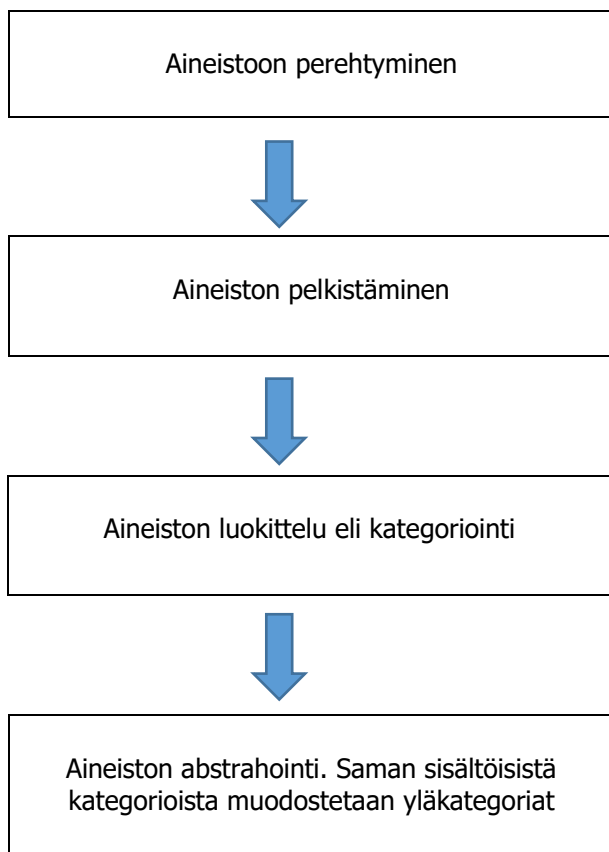 Aineistoon perehtyminen
Aineiston pelkistäminen
Aineiston luokittelu eli kategoriointi
Aineiston abstrahointi. Saman sisältöisistä
kategorioista muodostetaan yläkategoriat